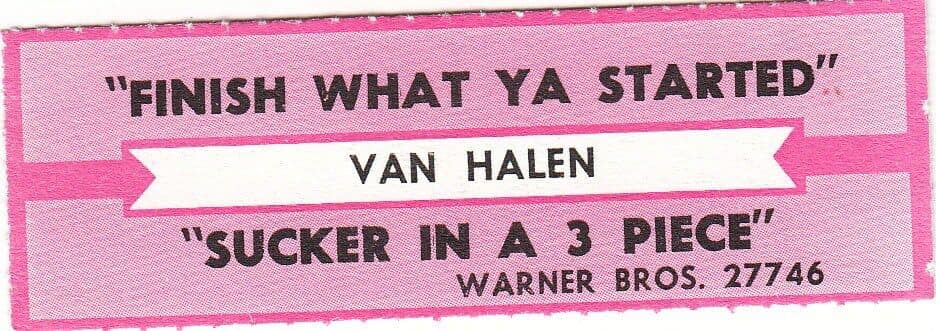 "FINISH WHAT YA STARTED"
VAN HALEN
"SUCKER IN A 3 PIECE"
WARNER BROS. 27746